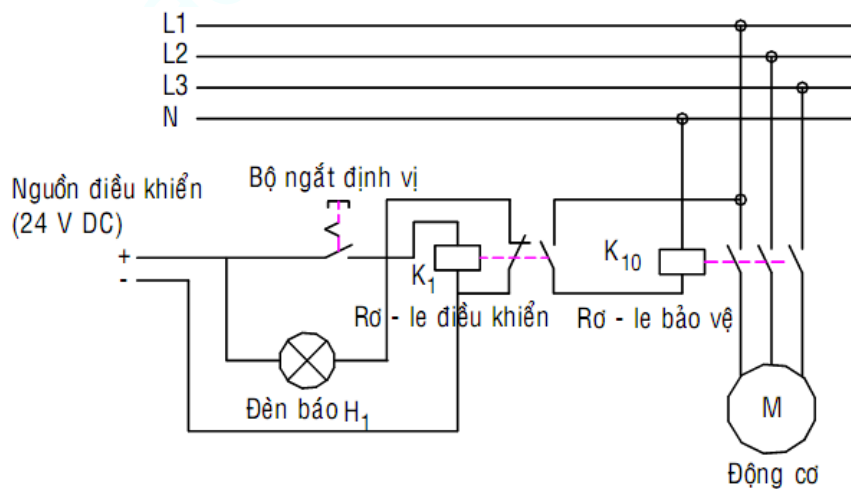 L1
L2
L3
N
Nguồn điều khiển
(24 V DC)
Bộ ngắt định vị
+
-
K1
K10
Rơ - le điều khiển
Rơ - le bảo vệ
Đèn báo H1
M
Động cơ